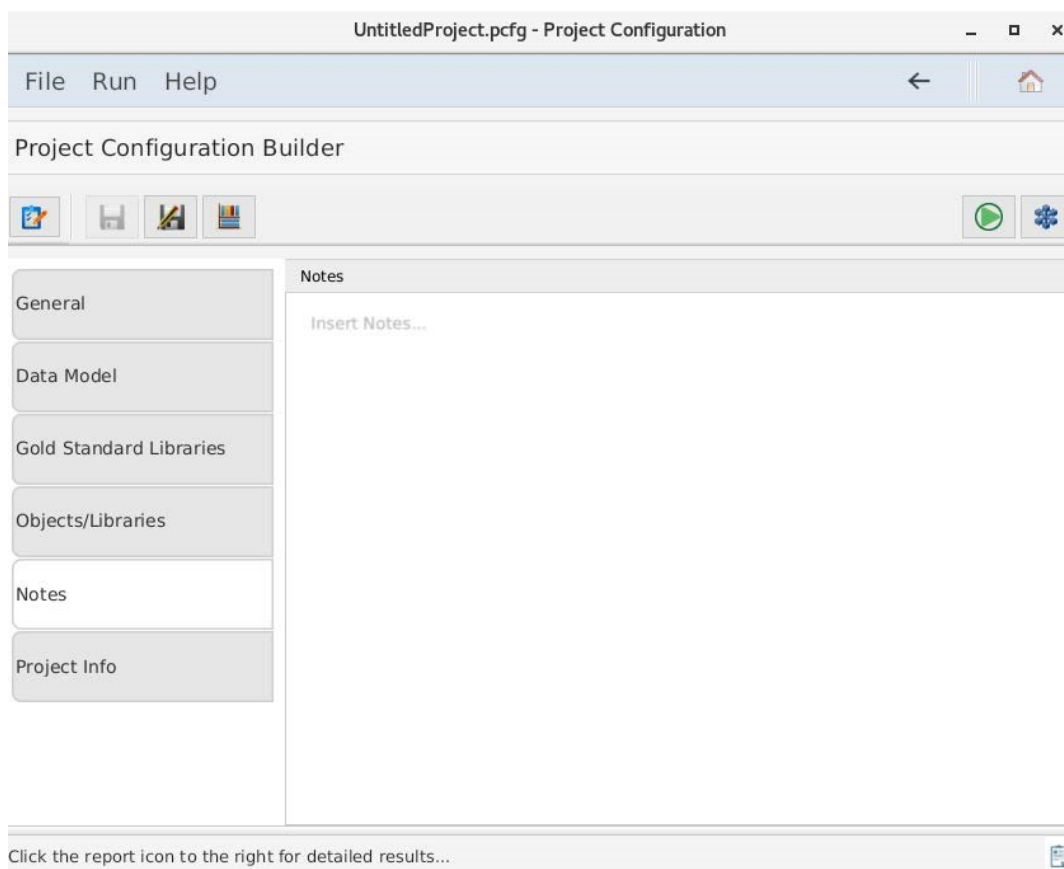 UntitledProject.pcfg - Project Configuration
File Run Help
Project Configuration Builder
General
Data Model
Gold Standard Libraries
Objects/Libraries
Notes
Project Info
Notes
Insert Notes...
Click the report icon to the right for detailed results...